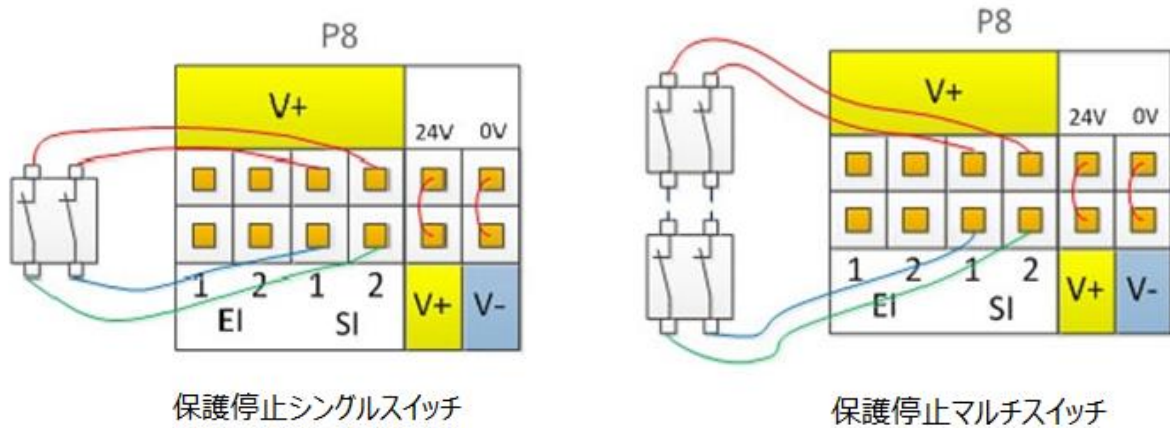 P8
V+
24V 0V
1 2 1 2
EI SI
V+ V-
保護停止シングルスイッチ
P8
V+
24V 0V
1 2 1 2
EI SI
V+ V-
保護停止マルチスイッチ